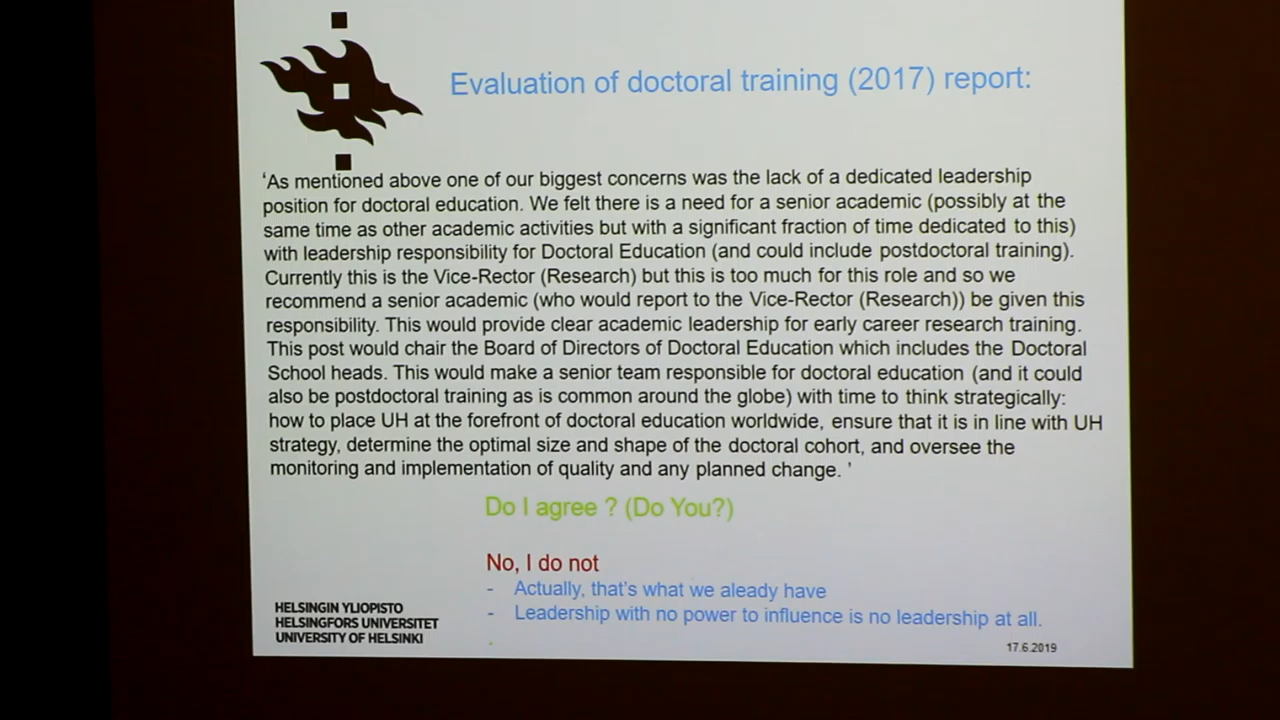 Evaluation of doctoral training (2017) report:
‘As mentioned above one of our biggest concerns was the lack of a dedicated leadership
position for doctoral education. We felt there is a need for a senior academic (possibly at the
same time as other academic activities but with a significant fraction of time dedicated to this)
with leadership responsibility for Doctoral Education (and could include postdoctoral training).
Currently this is the Vice-Rector (Research) but this is too much for this role and so we
recommend a senior academic (who would report to the Vice-Rector (Research)) be given this
responsibility. This would provide clear academic leadership for early career research training.
This post would chair the Board of Directors of Doctoral Education which includes the Doctoral
School heads. This would make a senior team responsible for doctoral education (and it could
also be postdoctoral training as is common around the globe) with time to think strategically:
how to place UH at the forefront of doctoral education worldwide, ensure that it is in line with UH
strategy, determine the optimal size and shape of the doctoral cohort, and oversee the
monitoring and implementation of quality and any planned change. ’
Do I agree ? (Do You?)
No, I do not
- Actually, that's what we aleady have
- Leadership with no power to influence is no leadership at all.
HELSINGIN YLIOPISTO
HELSINGFORS UNIVERSITET
UNIVERSITY OF HELSINKI
17.6.2019